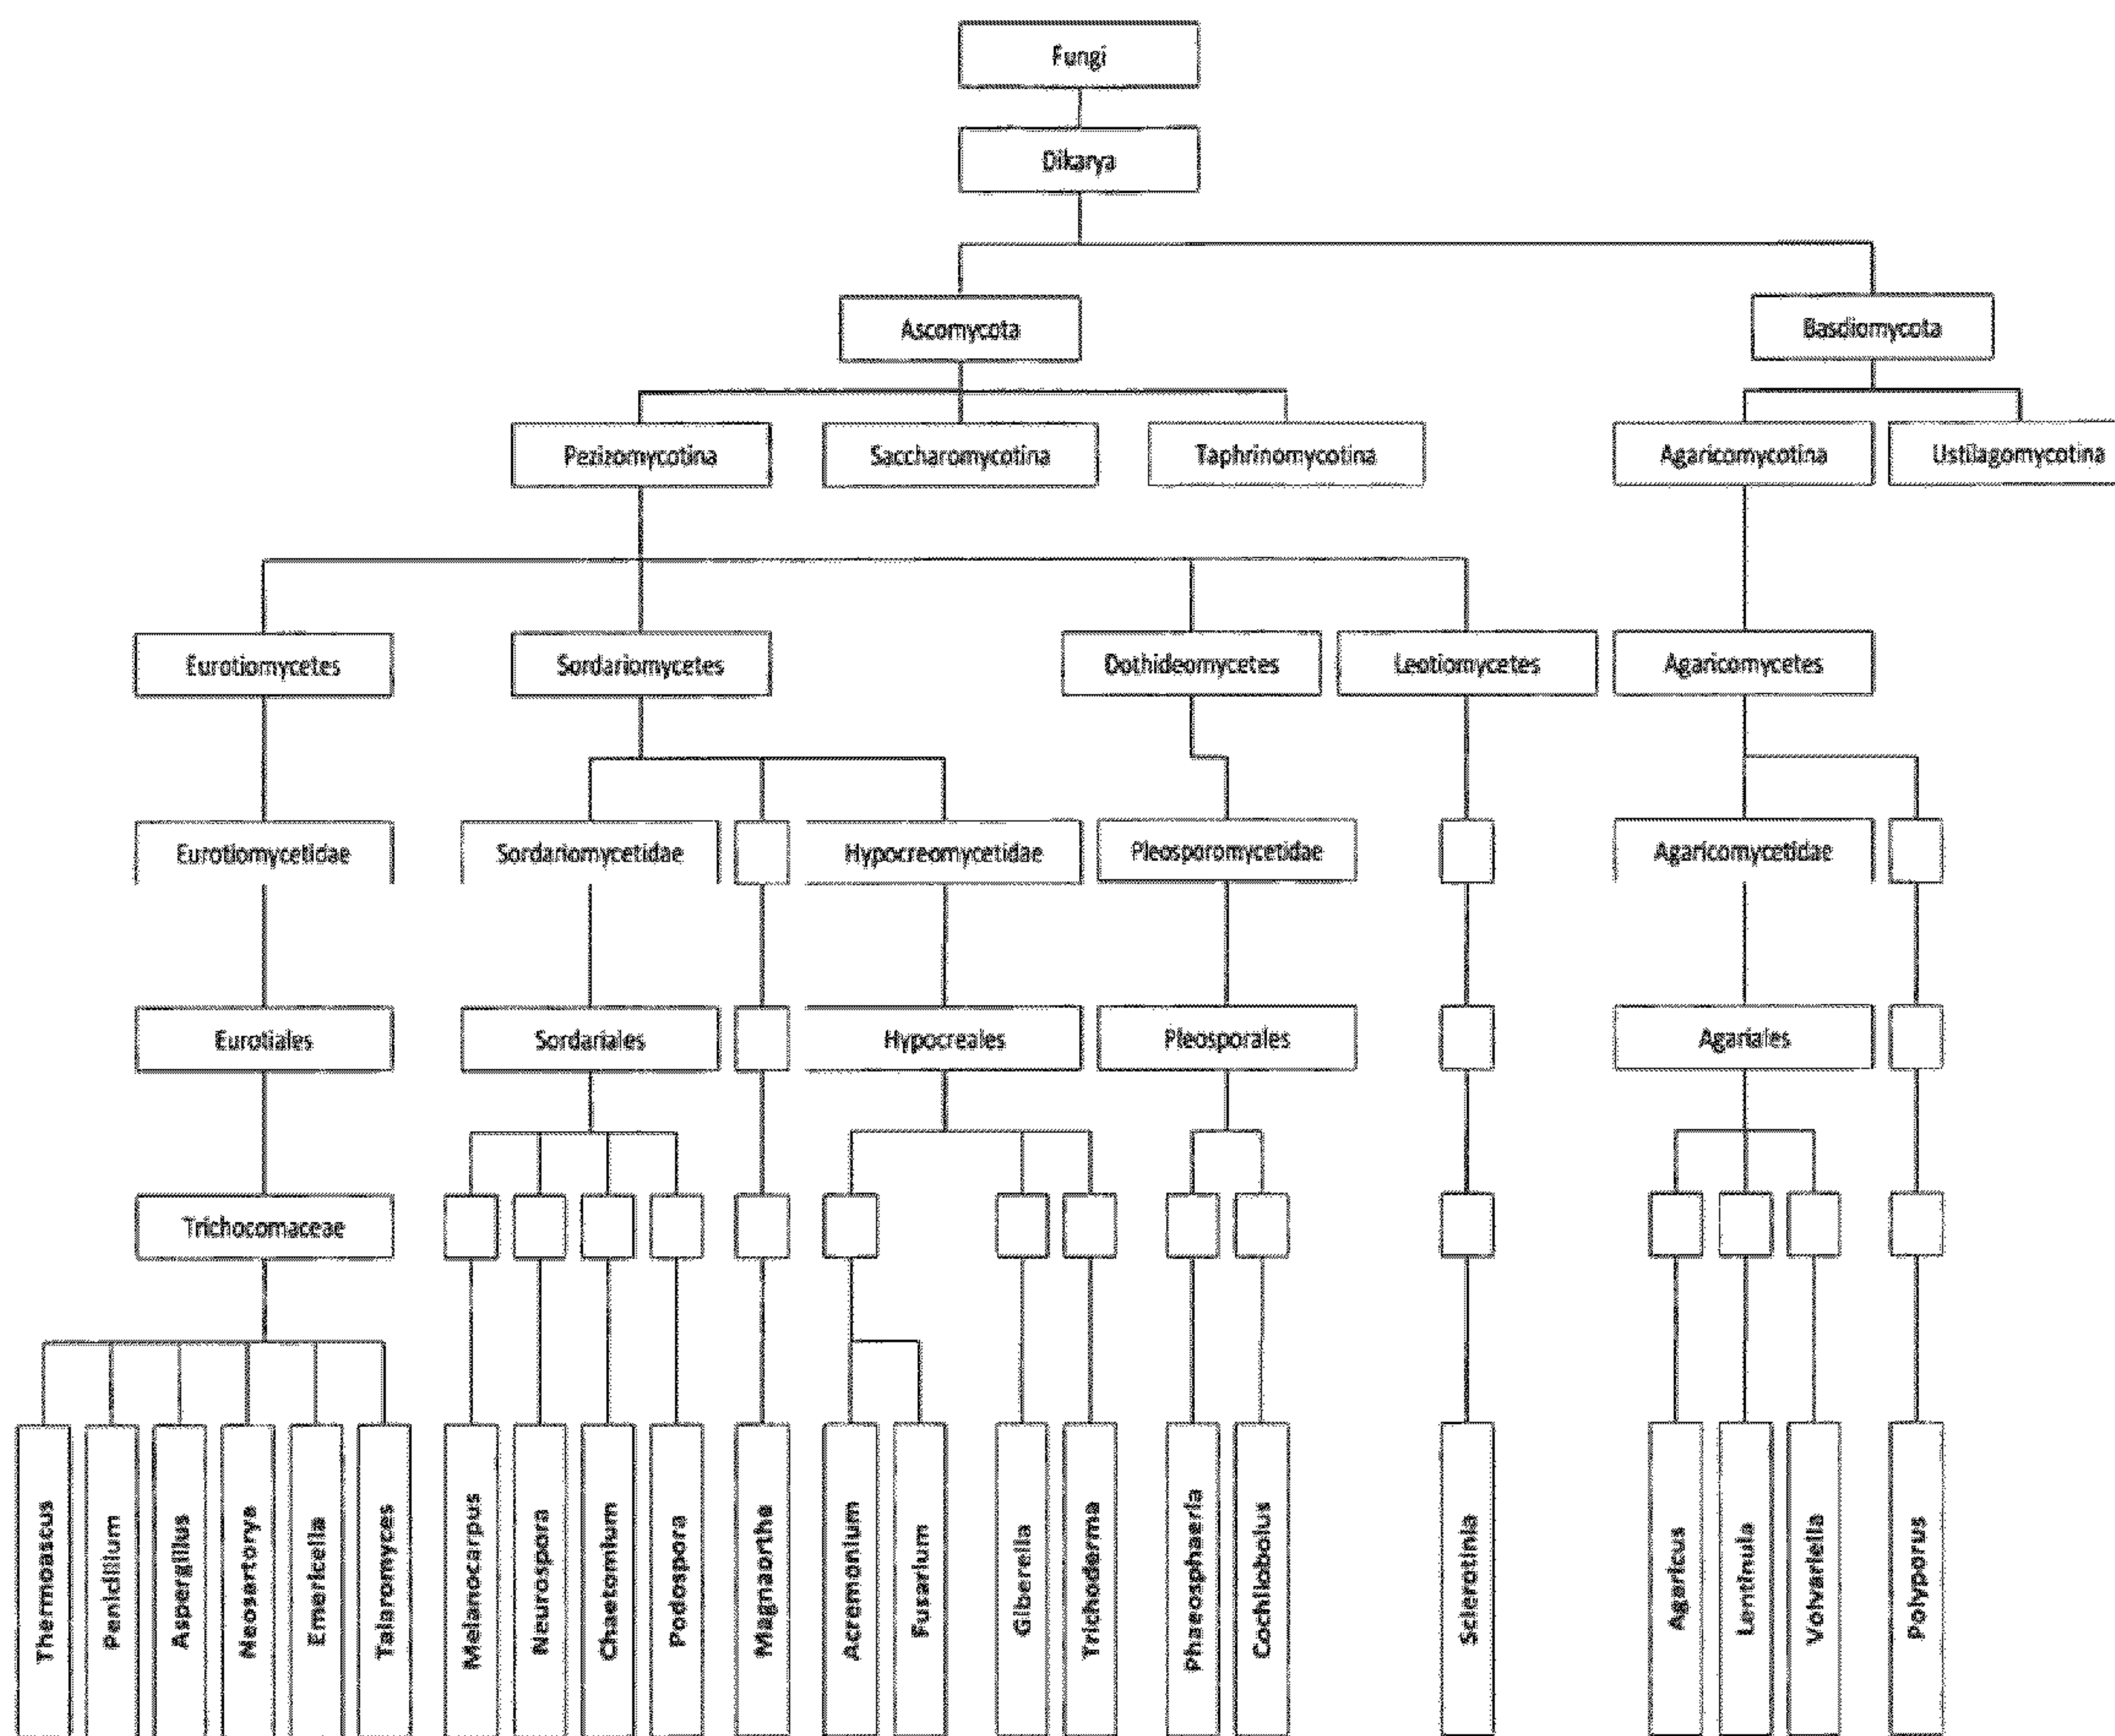 Fungi
Dikarya
Ascomycota
Basdiomycota
Pezizomycotina
Saccharomycotina
Taphrinomycotina
Agaricomycotina
Ustilagomycotina
Eurotiomycetes
Sordariomycetes
Dothideomycetes
Leotiomycetes
Agaricomycetes
Eurotiomycetidae
Sordariomycetidae
Hypocreomycetidae
Pleosporomycetidae
Agaricomycetidae
Eurotiales
Sordariales
Hypocreales
Pleosporales
Agariales
Trichocomaceae
Thermoascus
Penicillium
Aspergillus
Neosartorya
Emericella
Talaromyces
Melanocarpus
Neurospora
Chaetomium
Podospora
Magnaorthe
Acremonium
Fusarium
Giberella
Trichoderma
Phaeosphaeria
Cochliobolus
Sclerotinia
Agaricus
Lentinula
Volvariella
Polyporus